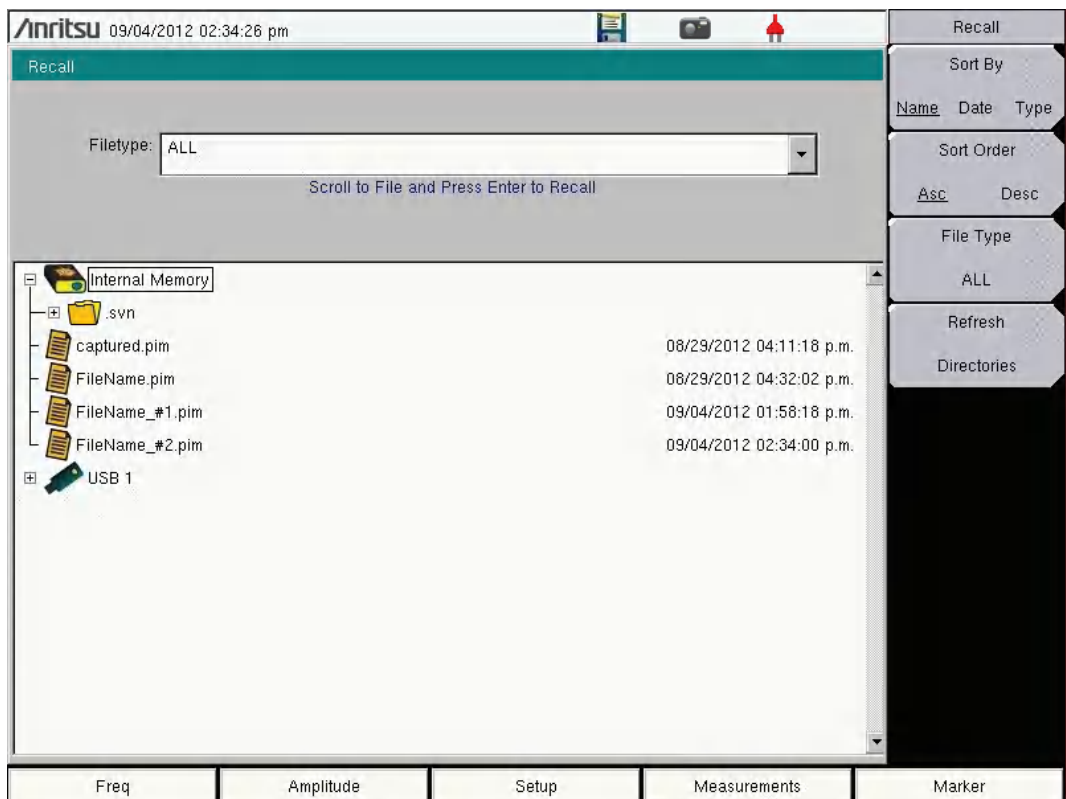 Anritsu 09/04/2012 02:34:26 pm
Recall
Filetype: ALL
Scroll to File and Press Enter to Recall
Internal Memory
.svn
captured.pim 08/29/2012 04:11:18 p.m.
FileName.pim 08/29/2012 04:32:02 p.m.
FileName_#1.pim 09/04/2012 01:58:18 p.m.
FileName_#2.pim 09/04/2012 02:34:00 p.m.
USB 1
Recall
Sort By
Name Date Type
Sort Order
Asc Desc
File Type
ALL
Refresh
Directories
Freq Amplitude Setup Measurements Marker